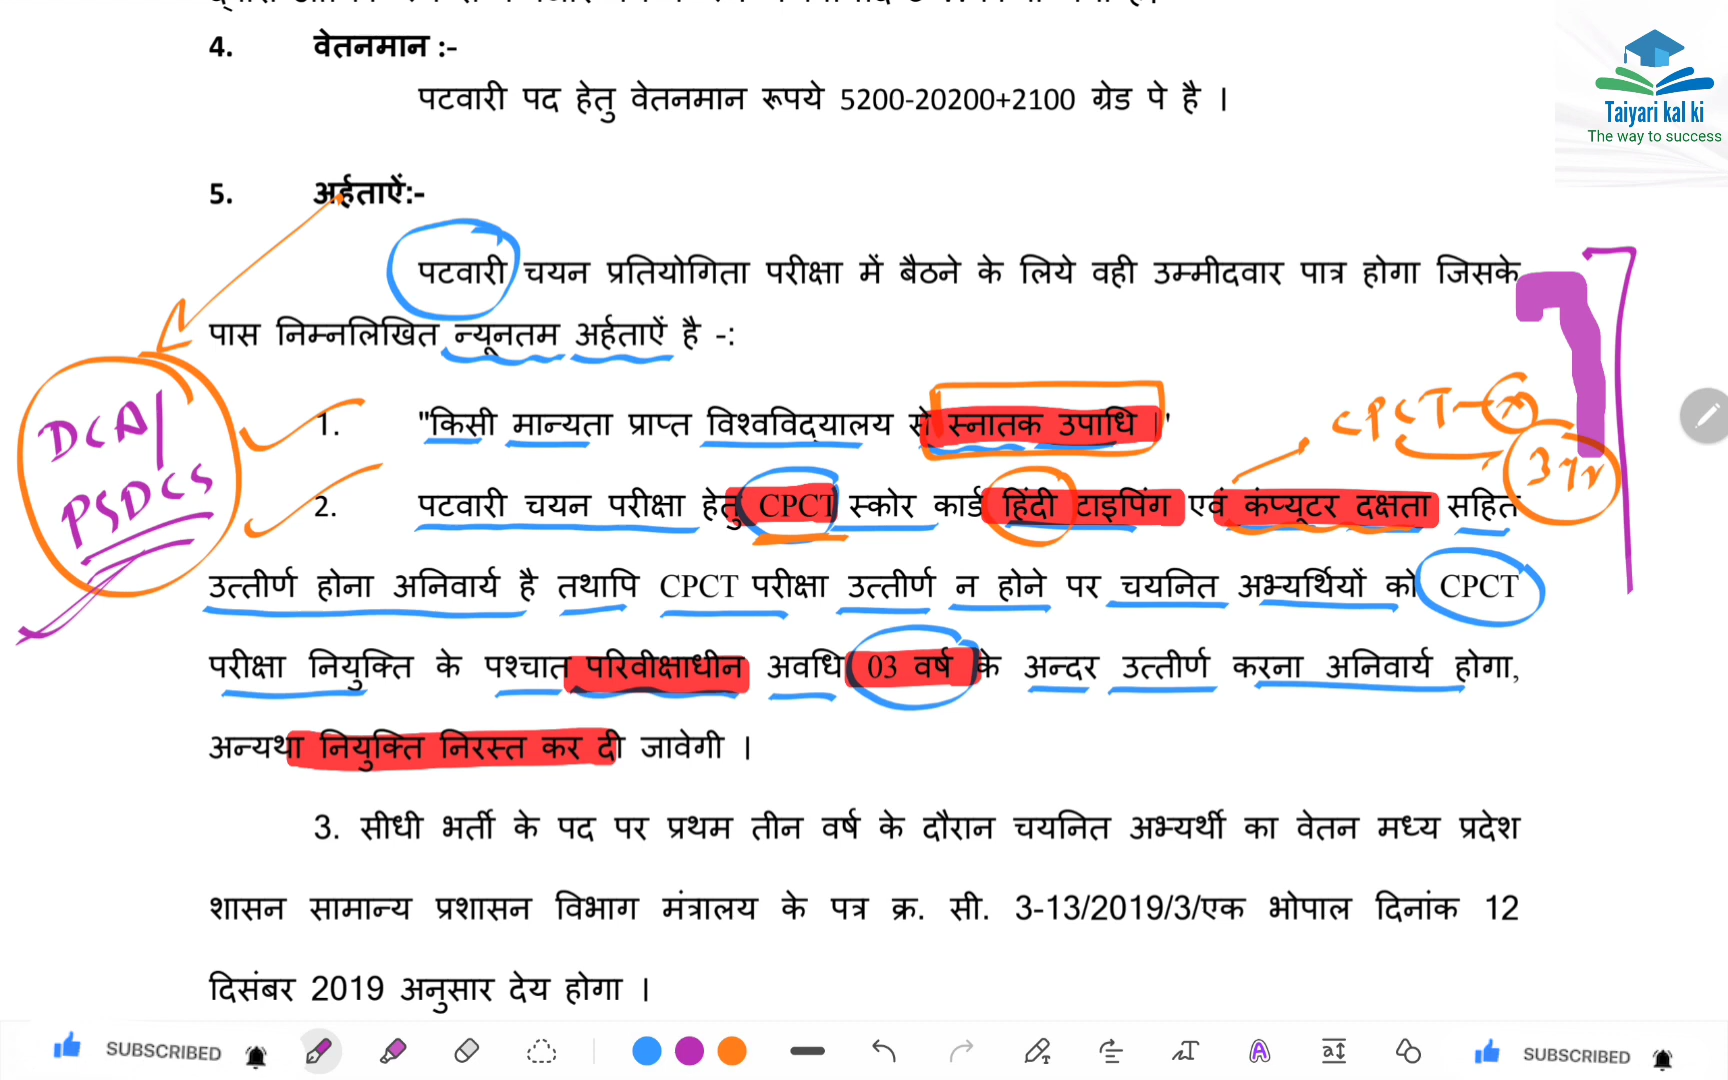 4. वेतनमान :-
पटवारी पद हेतु वेतनमान रूपये 5200-20200+2100 ग्रेड पे है ।
Taiyari kal ki
The way to success
5. अर्हताऐं:-
पटवारी चयन प्रतियोगिता परीक्षा में बैठने के लिये वही उम्मीदवार पात्र होगा जिसके
पास निम्नलिखित न्यूनतम अर्हताऐं है -:
DCA/
PSDCS
1. "किसी मान्यता प्राप्त विश्वविद्यालय से स्नातक उपाधि ।"
CPCT-
2. पटवारी चयन परीक्षा हेतु CPCT स्कोर कार्ड हिंदी टाइपिंग एवं कंप्यूटर दक्षता सहित
उत्तीर्ण होना अनिवार्य है तथापि CPCT परीक्षा उत्तीर्ण न होने पर चयनित अभ्यर्थियों को CPCT
परीक्षा नियुक्ति के पश्चात परिवीक्षाधीन अवधि 03 वर्ष के अन्दर उत्तीर्ण करना अनिवार्य होगा,
अन्यथा नियुक्ति निरस्त कर दी जावेगी ।
3. सीधी भर्ती के पद पर प्रथम तीन वर्ष के दौरान चयनित अभ्यर्थी का वेतन मध्य प्रदेश
शासन सामान्य प्रशासन विभाग मंत्रालय के पत्र क्र. सी. 3-13/2019/3/एक भोपाल दिनांक 12
दिसंबर 2019 अनुसार देय होगा ।
SUBSCRIBED
SUBSCRIBED